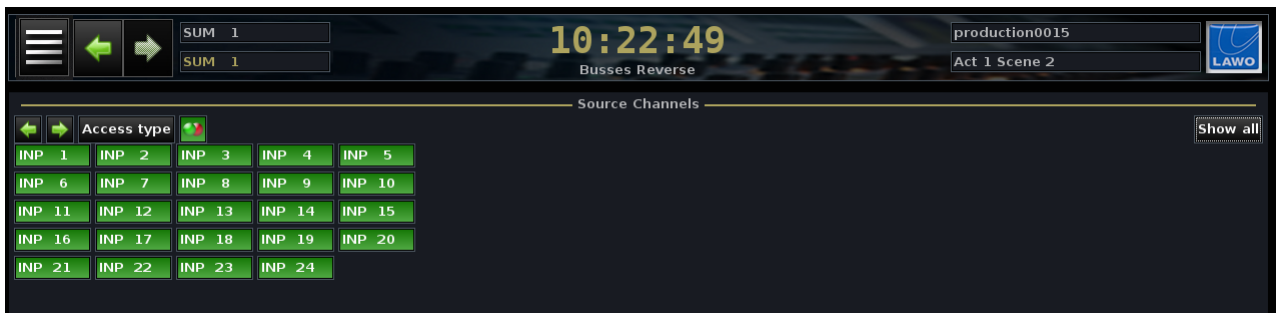 SUM 1
SUM 1
10:22:49
Busses Reverse
production0015
Act 1 Scene 2
LAWO
Source Channels
Access type
Show all
INP 1 INP 2 INP 3 INP 4 INP 5
INP 6 INP 7 INP 8 INP 9 INP 10
INP 11 INP 12 INP 13 INP 14 INP 15
INP 16 INP 17 INP 18 INP 19 INP 20
INP 21 INP 22 INP 23 INP 24